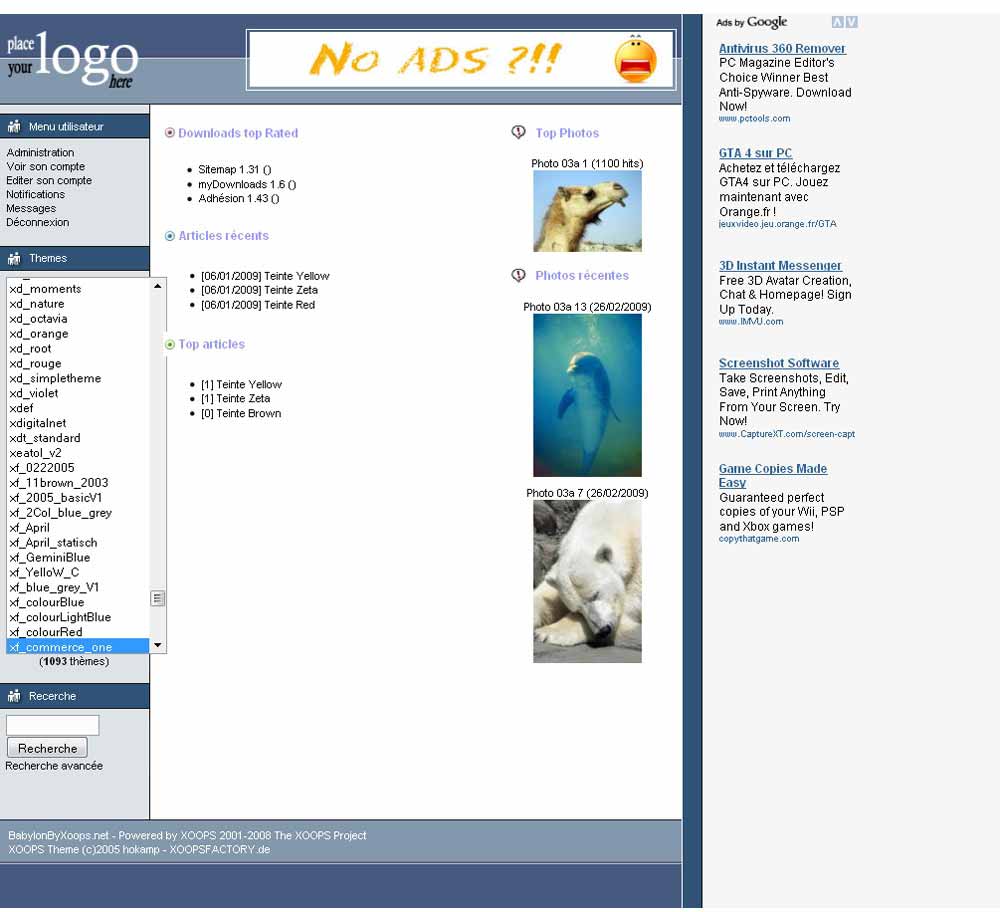 place
your logo
here
No ADS ?!!
Menu utilisateur
Administration
Voir son compte
Editer son compte
Notifications
Messages
Déconnexion
Themes
xd_moments
xd_nature
xd_octavia
xd_orange
xd_root
xd_rouge
xd_simpletheme
xd_violet
xdef
xdigitalnet
xdt_standard
xeatol_v2
xf_0222005
xf_11brown_2003
xf_2005_basicV1
xf_2Col_blue_grey
xf_April
xf_April_statisch
xf_GeminiBlue
xf_YelloW_C
xf_blue_grey_V1
xf_colourBlue
xf_colourLightBlue
xf_colourRed
xf_commerce_one
(1093 thèmes)
Recerche
Recherche
Recherche avancée
Downloads top Rated
Sitemap 1.31 ()
myDownloads 1.6 ()
Adhésion 1.43 ()
Articles récents
[06/01/2009] Teinte Yellow
[06/01/2009] Teinte Zeta
[06/01/2009] Teinte Red
Top articles
[1] Teinte Yellow
[1] Teinte Zeta
[0] Teinte Brown
Top Photos
Photo 03a 1 (1100 hits)
Photos récentes
Photo 03a 13 (26/02/2009)
Photo 03a 7 (26/02/2009)
Ads by Google
Antivirus 360 Remover
PC Magazine Editor's
Choice Winner Best
Anti-Spyware. Download
Now!
www.pctools.com
GTA 4 sur PC
Achetez et téléchargez
GTA4 sur PC. Jouez
maintenant avec
Orange.fr !
jeuxvideo.jeu.orange.fr/GTA
3D Instant Messenger
Free 3D Avatar Creation,
Chat & Homepage! Sign
Up Today.
www.IMVU.com
Screenshot Software
Take Screenshots, Edit,
Save, Print Anything
From Your Screen. Try
Now!
www.CaptureXT.com/screen-capt
Game Copies Made
Easy
Guaranteed perfect
copies of your Wii, PSP
and Xbox games!
copythatgame.com
BabylonByXoops.net - Powered by XOOPS 2001-2008 The XOOPS Project
XOOPS Theme (c)2005 hokamp - XOOPSFACTORY.de